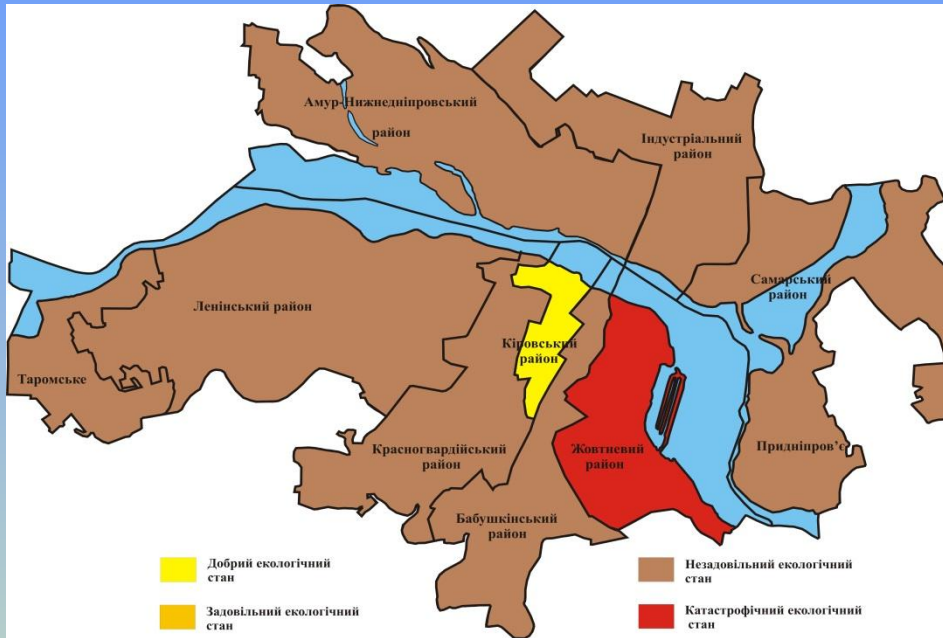 Амур-Нижнедніпровський
район
Індустріальний
район
Самарський
район
Ленінський район
Кіровський
район
Таромське
Красногвардійський
район
Жовтневий
район
Придніпров’є
Бабушкінський
район
Добрий екологічний
стан
Незадовільний екологічний
стан
Задовільний екологічний
стан
Катастрофічний екологічний
стан